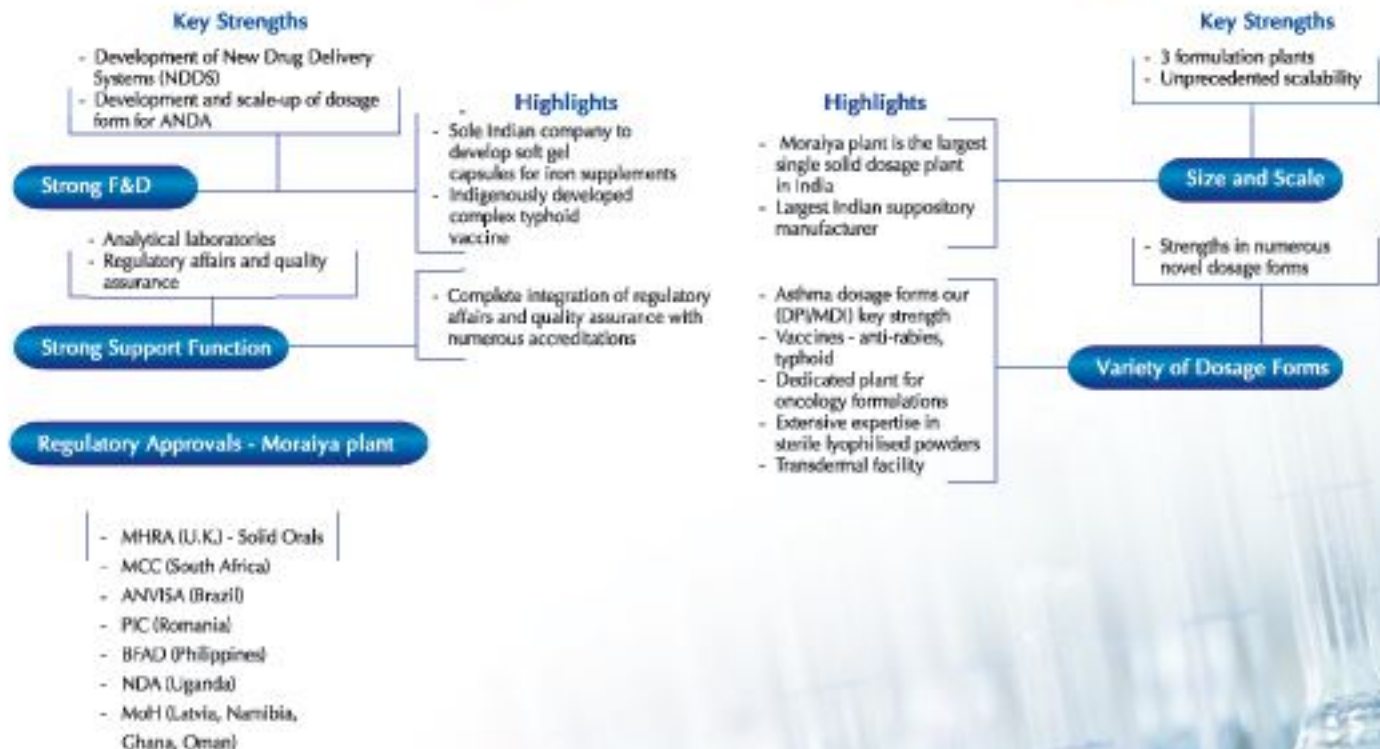 Key Strengths
- Development of New Drug Delivery
Systems (NDDS)
- Development and scale-up of dosage
form for ANDA
Strong F&D
- Analytical laboratories
- Regulatory affairs and quality
assurance
Strong Support Function
Highlights
- Sole Indian company to
develop soft gel
capsules for iron supplements
- Indigenously developed
complex typhoid
vaccine
- Complete integration of regulatory
affairs and quality assurance with
numerous accreditations
Regulatory Approvals - Moraiya plant
- MHRA (U.K.) - Solid Orals
- MCC (South Africa)
- ANVISA (Brazil)
- PIC (Romania)
- BFAD (Philippines)
- NDA (Uganda)
- MoH (Latvia, Namibia,
Ghana, Oman)
Highlights
- Moraiya plant is the largest
single solid dosage plant
in India
- Largest Indian suppository
manufacturer
- Asthma dosage forms our
(DPI/MDI) key strength
- Vaccines - anti-rabies,
typhoid
- Dedicated plant for
oncology formulations
- Extensive expertise in
sterile lyophilised powders
- Transdermal facility
Key Strengths
- 3 formulation plants
- Unprecedented scalability
Size and Scale
- Strengths in numerous
novel dosage forms
Variety of Dosage Forms